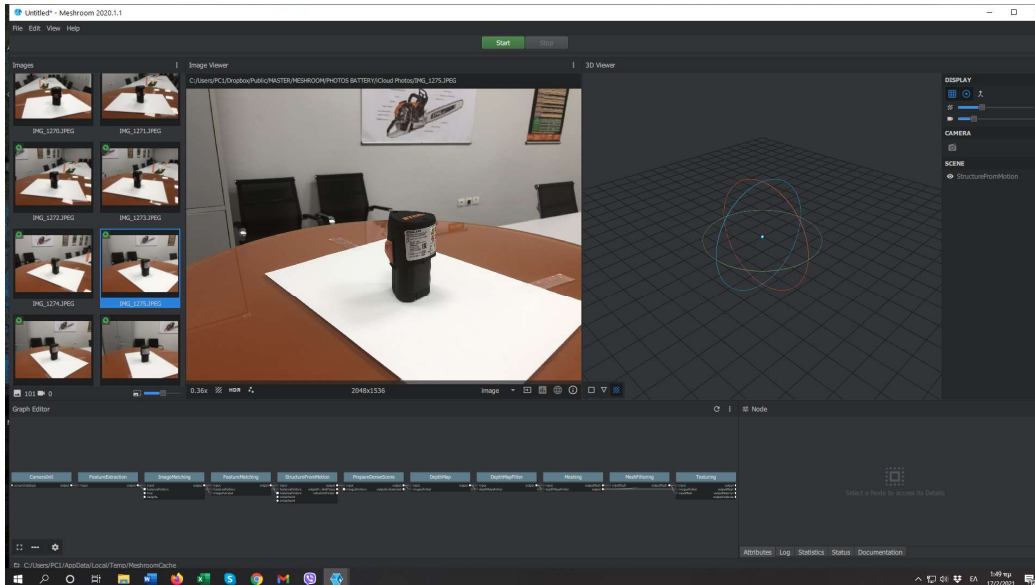 Untitled* - Meshroom 2020.1.1
File Edit View Help
Start Stop
Images
Image Viewer
3D Viewer
C:/Users/PC1/Dropbox/Public/MASTER/MESHROOM/PHOTOS BATTERY/iCloud Photos/IMG_1275.JPEG
DISPLAY
CAMERA
SCENE
StructureFromMotion
IMG_1270.JPEG IMG_1271.JPEG
IMG_1272.JPEG IMG_1273.JPEG
IMG_1274.JPEG IMG_1275.JPEG
101 0
0.36x HDR 2048x1536 Image
Graph Editor
Node
CameraInit FeatureExtraction ImageMatching FeatureMatching StructureFromMotion PrepareDenseScene DepthMap DepthMapFilter Meshing MeshFiltering Texturing
Select a Node to access its Details
Attributes Log Statistics Status Documentation
C:/Users/PC1/AppData/Local/Temp/MeshroomCache
ΕΛ
1:49 πμ
17/2/2021